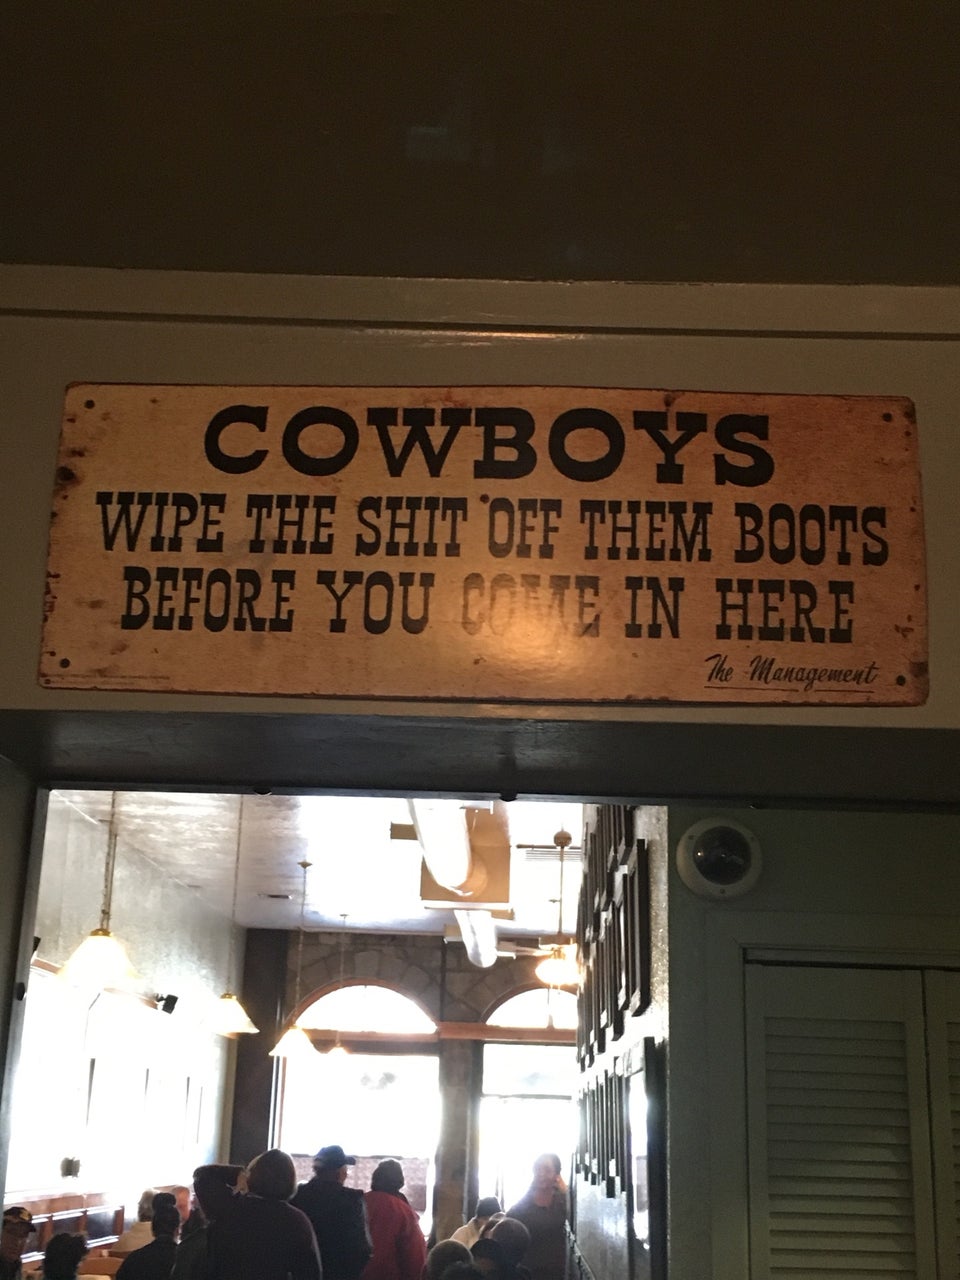 COWBOYS
WIPE THE SHIT OFF THEM BOOTS
BEFORE YOU COME IN HERE
The Management